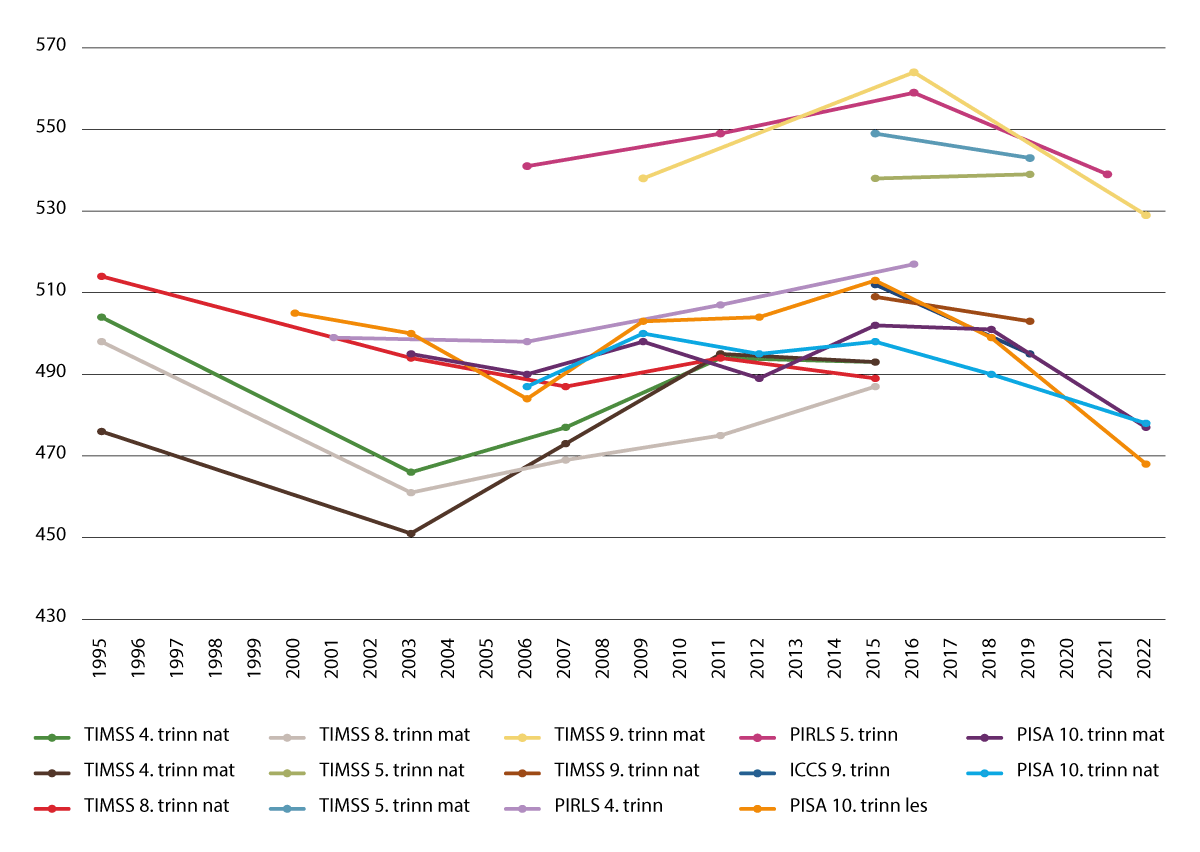 570
550
530
510
490
470
450
430
1995 1996 1997 1998 1999 2000 2001 2002 2003 2004 2005 2006 2007 2008 2009 2010 2011 2012 2013 2014 2015 2016 2017 2018 2019 2020 2021 2022
TIMSS 4. trinn nat TIMSS 8. trinn mat TIMSS 9. trinn mat PIRLS 5. trinn PISA 10. trinn mat
TIMSS 4. trinn mat TIMSS 5. trinn nat TIMSS 9. trinn nat ICCS 9. trinn PISA 10. trinn nat
TIMSS 8. trinn nat TIMSS 5. trinn mat PIRLS 4. trinn PISA 10. trinn les